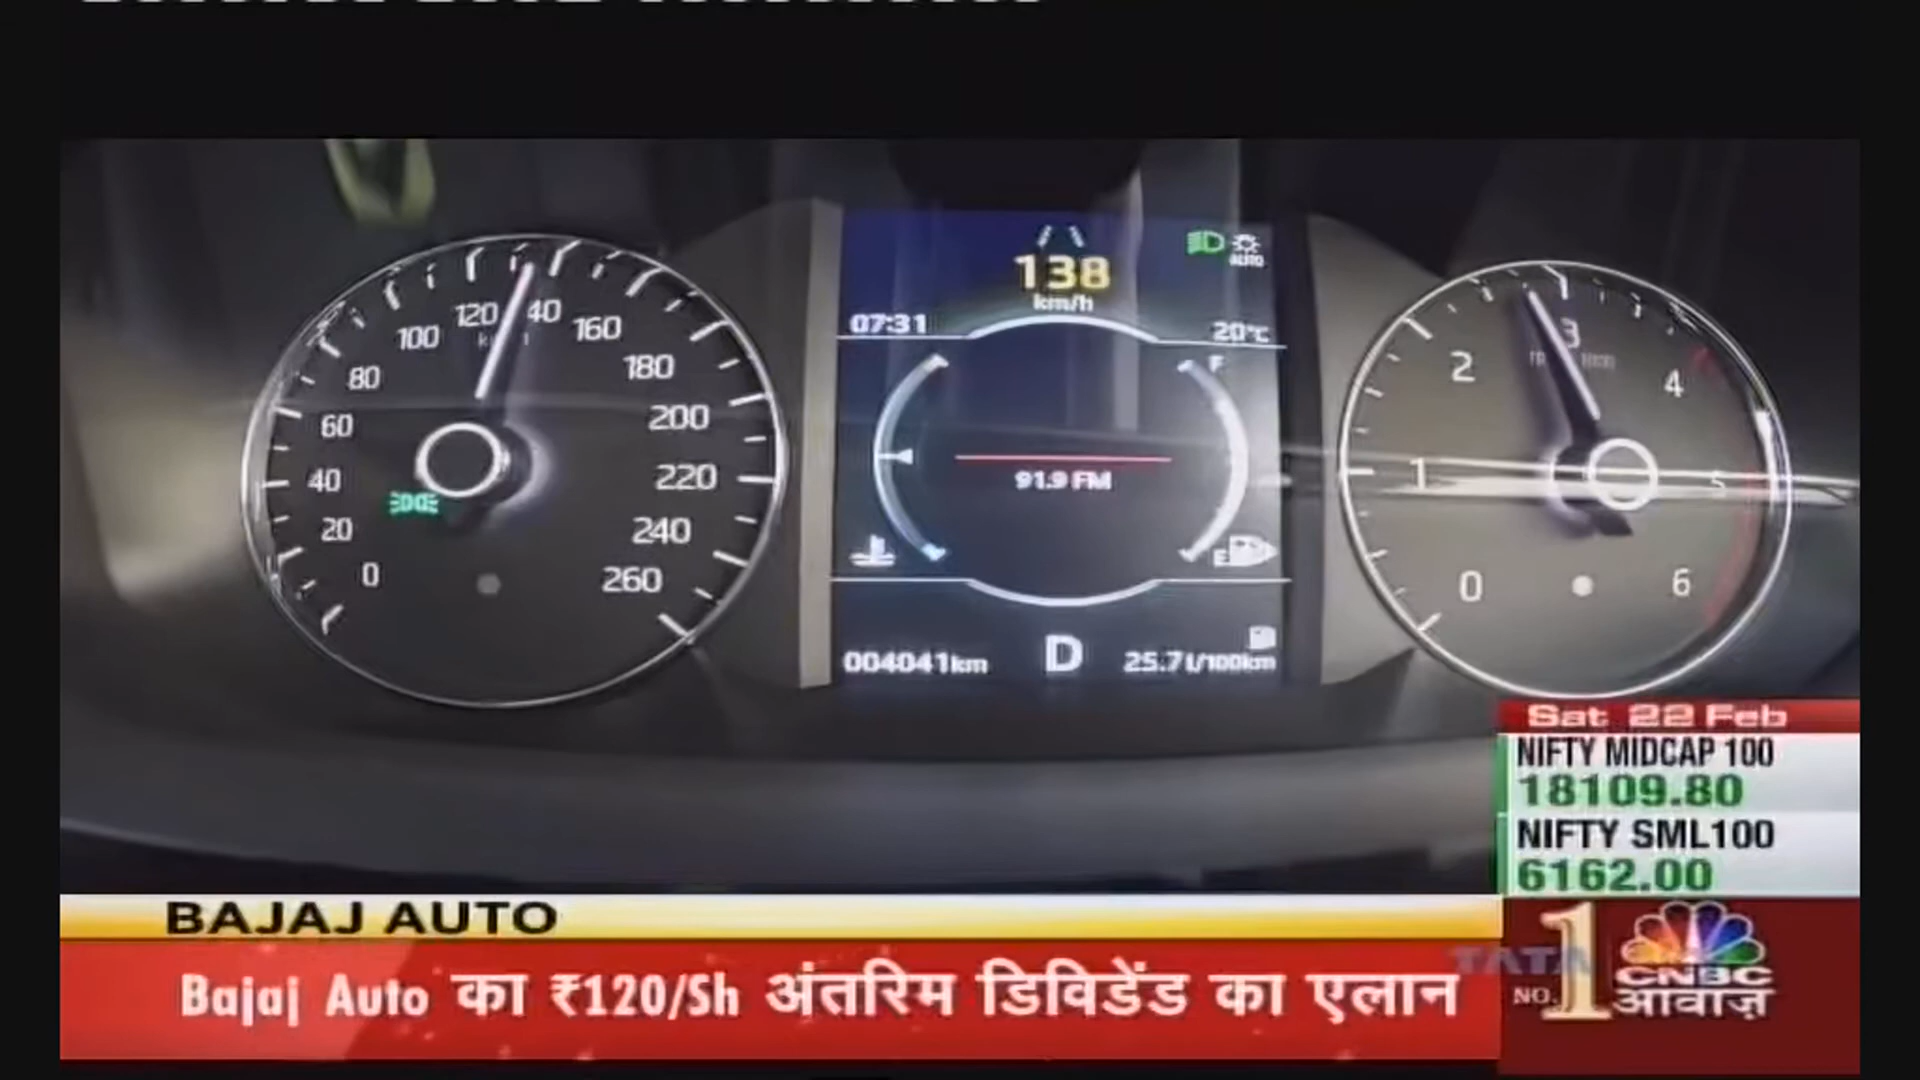 0
20
40
60
80
100
120
40
160
180
200
220
240
260
138
km/h
AUTO
07:31
20°C
F
91.9 FM
E
004041km
D
25.7 l/100km
0
1
2
3
4
5
6
Sat 22 Feb
NIFTY MIDCAP 100
18109.80
NIFTY SML100
6162.00
BAJAJ AUTO
Bajaj Auto का ₹120/Sh अंतरिम डिविडेंड का एलान
TATA
NO.1
CNBC
आवाज़